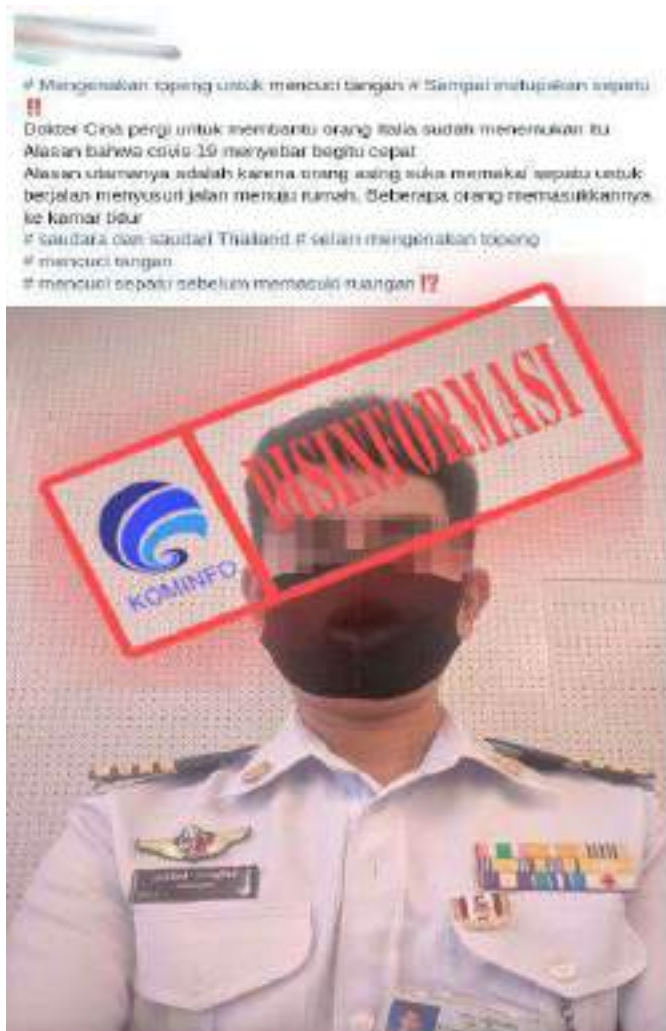 # Mengenakan topeng untuk mencuci tangan # Sampai melupakan sepatu
‼️
Dokter Cina pergi untuk membantu orang Italia sudah menemukan itu
Alasan bahwa covis 19 menyebar begitu cepat
Alasan utamanya adalah karena orang asing suka memakai sepatu untuk
berjalan menyusuri jalan menuju rumah. Beberapa orang memasukkannya
ke kamar tidur
# saudara dan saudari Thailand # selain mengenakan topeng
# mencuci tangan
# mencuci sepatu sebelum memasuki ruangan ⁉️
DISINFORMASI
KOMINFO